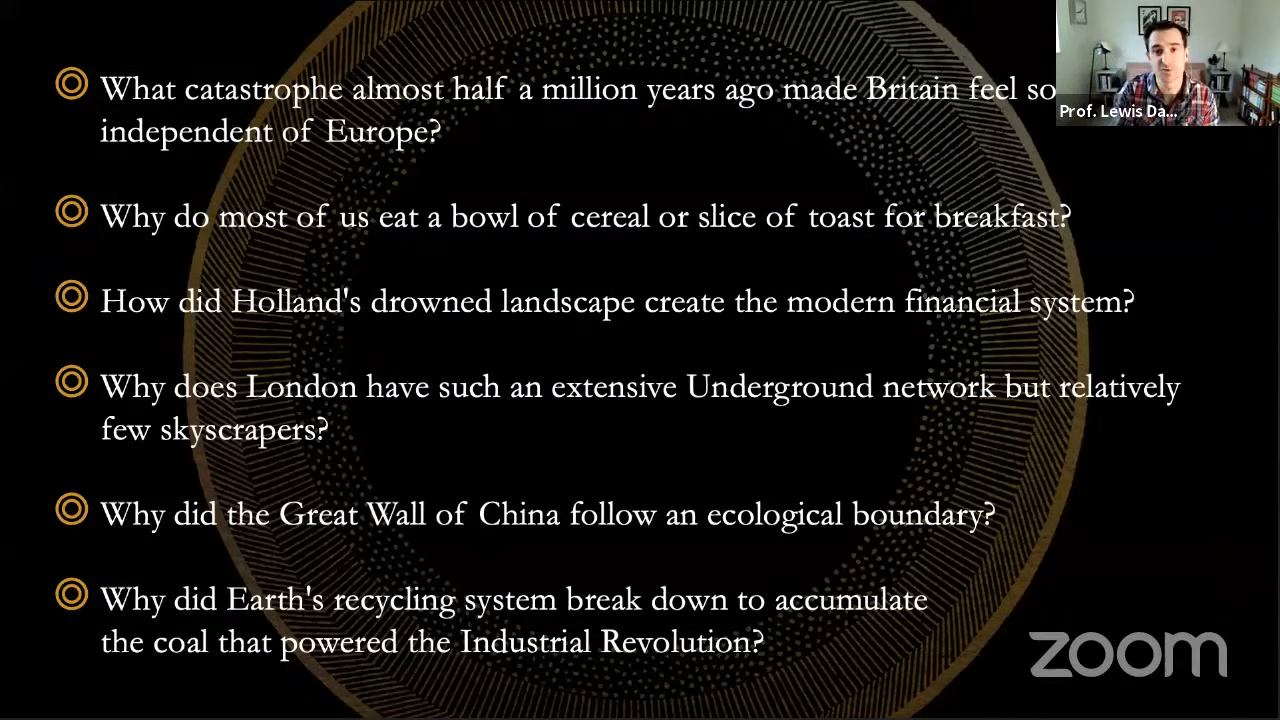 What catastrophe almost half a million years ago made Britain feel so
independent of Europe?
Prof. Lewis Da...
Why do most of us eat a bowl of cereal or slice of toast for breakfast?
How did Holland's drowned landscape create the modern financial system?
Why does London have such an extensive Underground network but relatively
few skyscrapers?
Why did the Great Wall of China follow an ecological boundary?
Why did Earth's recycling system break down to accumulate
the coal that powered the Industrial Revolution?
zoom